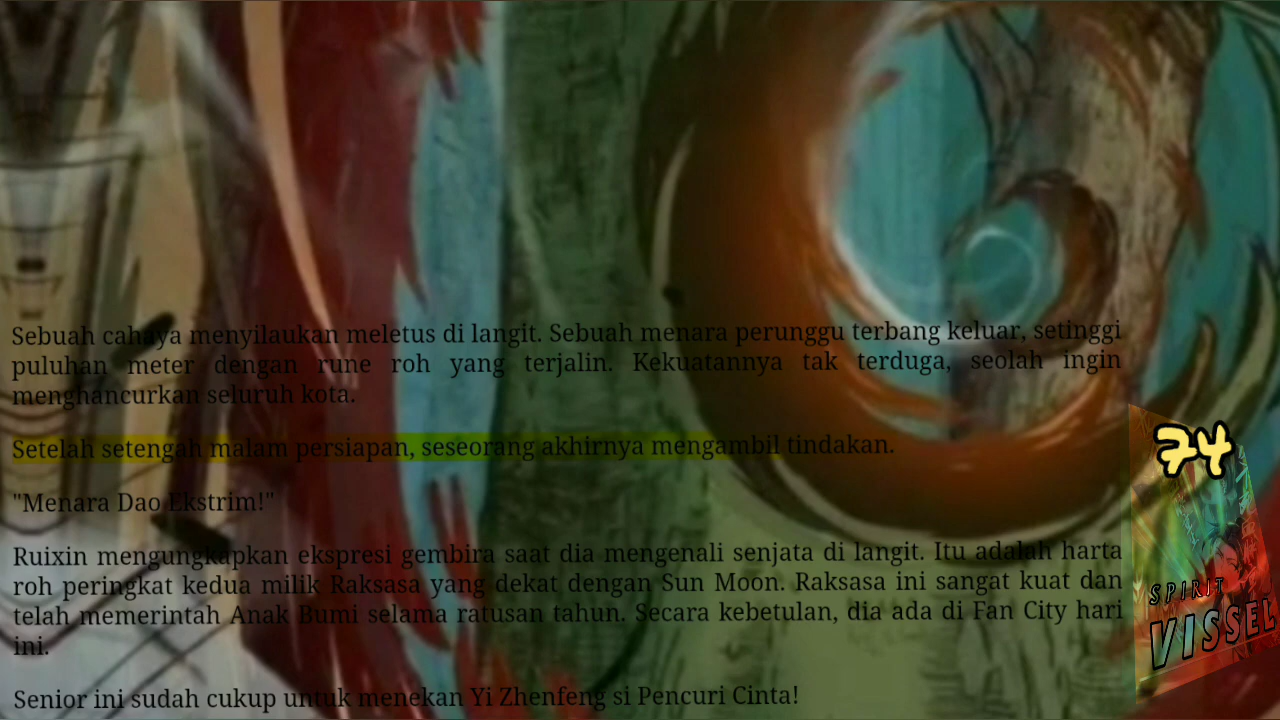 Sebuah cahaya menyilaukan meletus di langit. Sebuah menara perunggu terbang keluar, setinggi
puluhan meter dengan rune roh yang terjalin. Kekuatannya tak terduga, seolah ingin
menghancurkan seluruh kota.
Setelah setengah malam persiapan, seseorang akhirnya mengambil tindakan.
"Menara Dao Ekstrim!"
Ruixin mengungkapkan ekspresi gembira saat dia mengenali senjata di langit. Itu adalah harta
roh peringkat kedua milik Raksasa yang dekat dengan Sun Moon. Raksasa ini sangat kuat dan
telah memerintah Anak Bumi selama ratusan tahun. Secara kebetulan, dia ada di Fan City hari
ini.
Senior ini sudah cukup untuk menekan Yi Zhenfeng si Pencuri Cinta!
74
SPIRIT
VISSEL